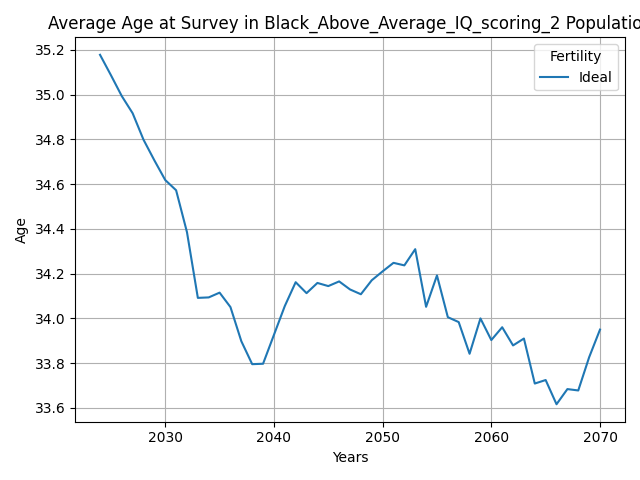 Average Age at Survey in Black_Above_Average_IQ_scoring_2 Populatio
Fertility
Ideal
35.2
35.0
34.8
34.6
34.4
34.2
34.0
33.8
33.6
Age
2030 2040 2050 2060 2070
Years